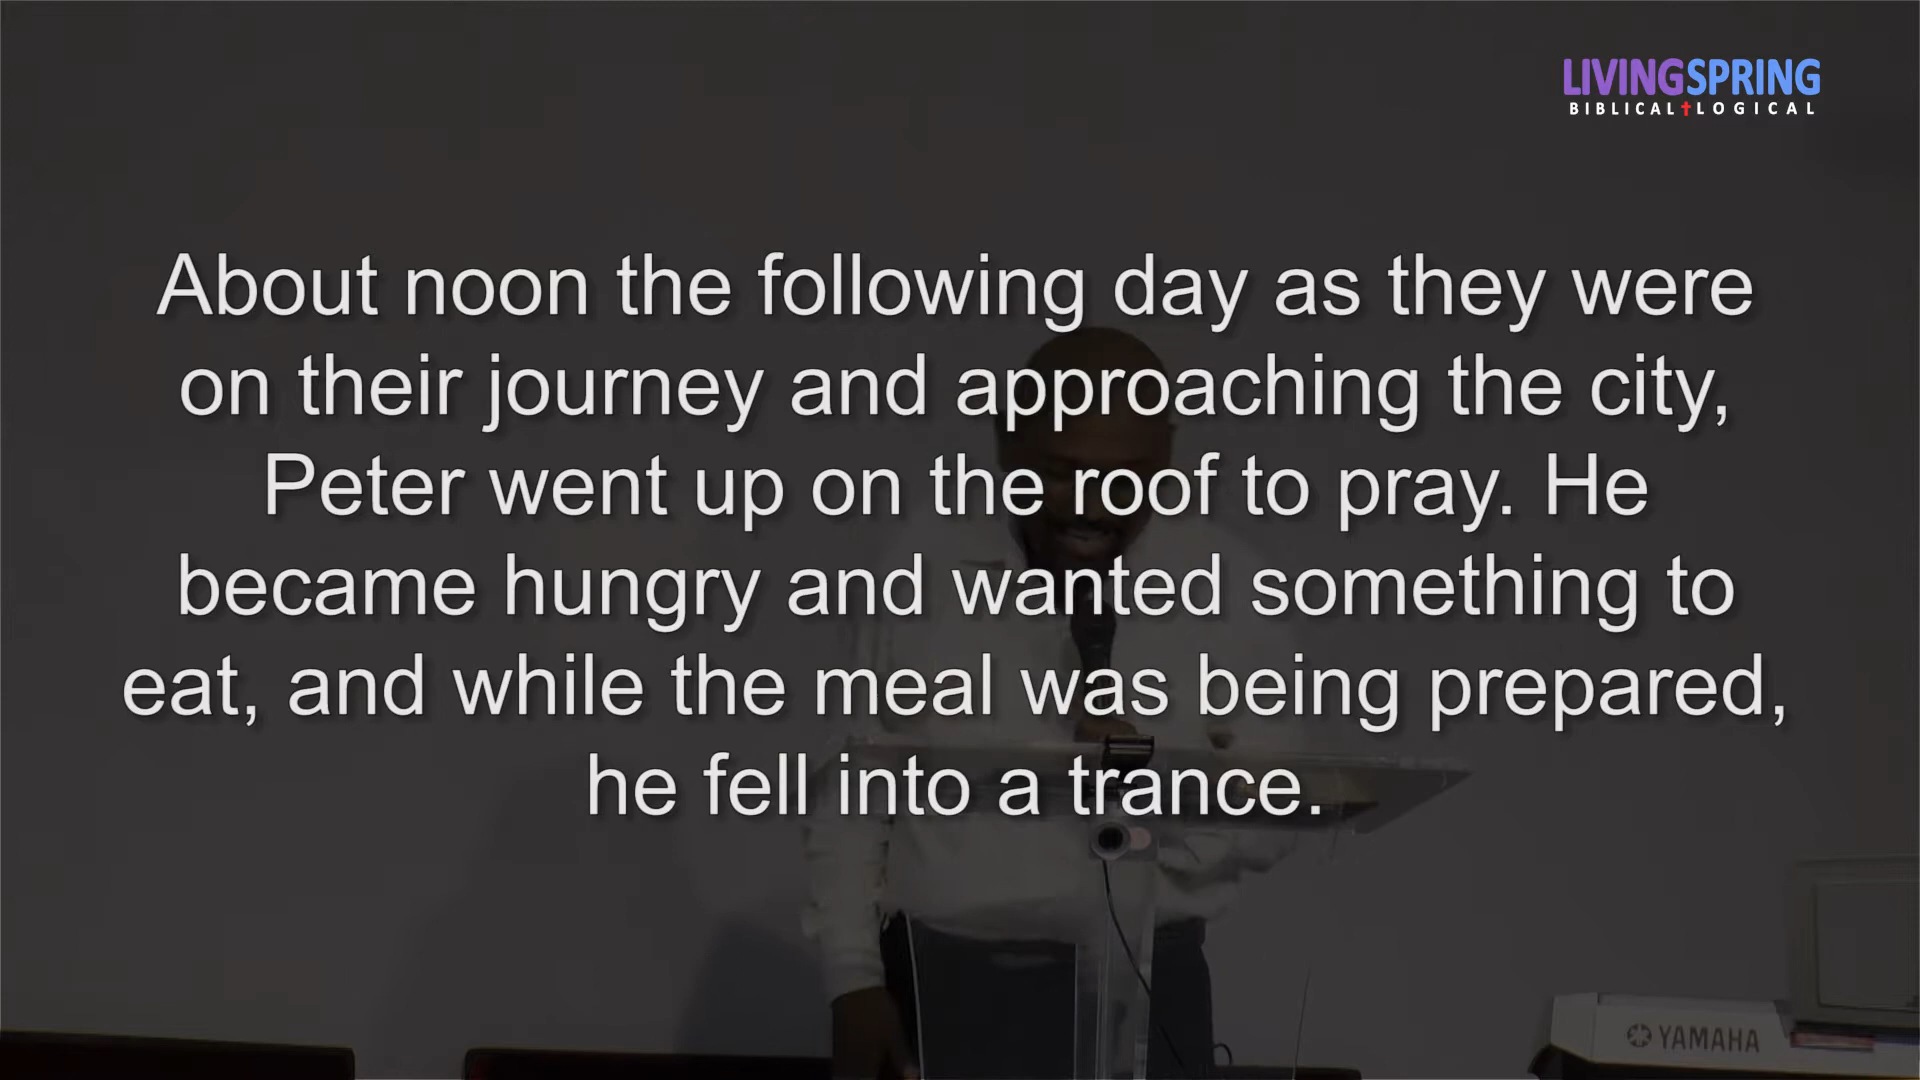 LIVINGSPRING
BIBLICAL LOGICAL
About noon the following day as they were
on their journey and approaching the city,
Peter went up on the roof to pray. He
became hungry and wanted something to
eat, and while the meal was being prepared,
he fell into a trance.
YAMAHA